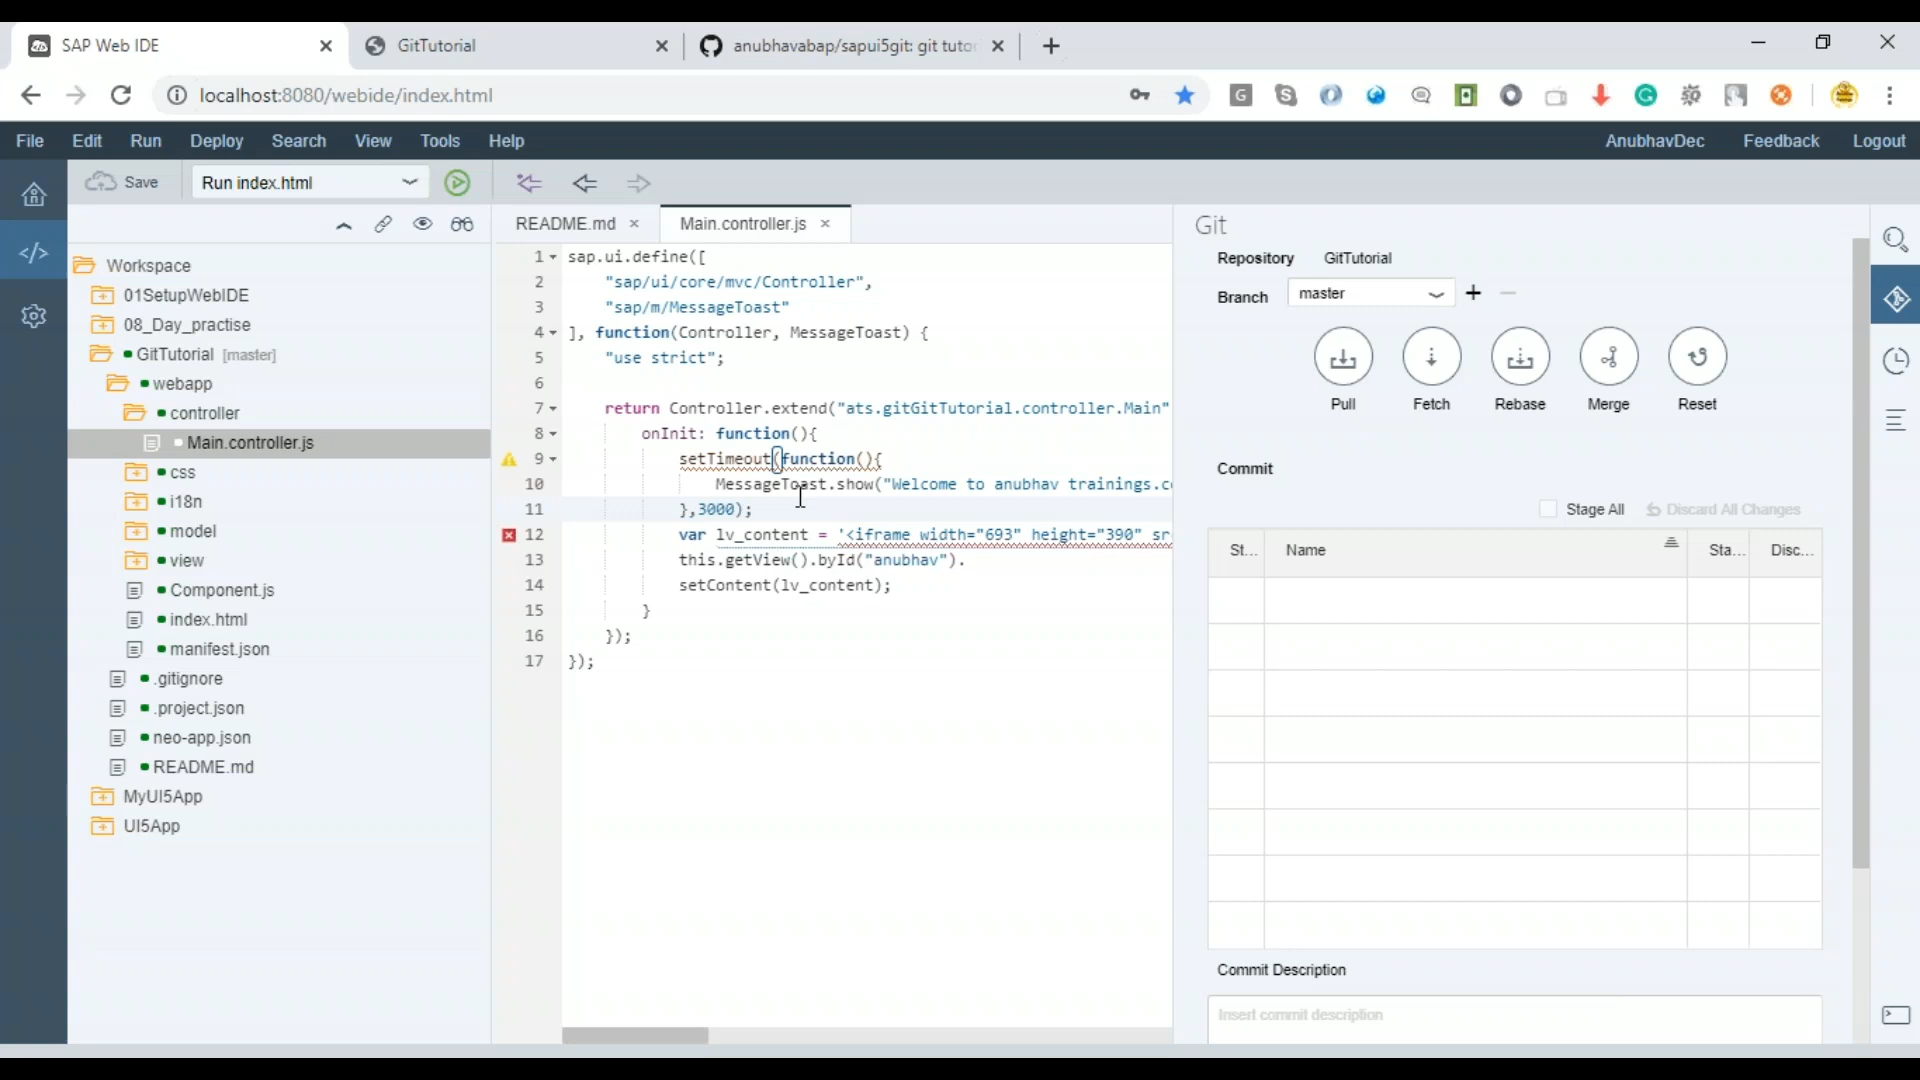 SAP Web IDE
GitTutorial
anubhavabap/sapui5git: git tuto
localhost:8080/webide/index.html
File Edit Run Deploy Search View Tools Help
AnubhavDec Feedback Logout
Save
Run index.html
README.md
Main.controller.js
Workspace
01SetupWebIDE
08_Day_practise
GitTutorial [master]
webapp
controller
Main.controller.js
css
i18n
model
view
Component.js
index.html
manifest.json
.gitignore
.project.json
neo-app.json
README.md
MyUI5App
UI5App
1 sap.ui.define([
2 "sap/ui/core/mvc/Controller",
3 "sap/m/MessageToast"
4 ], function(Controller, MessageToast) {
5 "use strict";
6
7 return Controller.extend("ats.gitGitTutorial.controller.Main"
8 onInit: function(){
9 setTimeout(function(){
10 MessageToast.show("Welcome to anubhav trainings.c
11 },3000);
12 var lv_content = '<iframe width="693" height="390" sr
13 this.getView().byId("anubhav").
14 setContent(lv_content);
15 }
16 });
17 });
Git
Repository GitTutorial
Branch master
Pull Fetch Rebase Merge Reset
Commit
Stage All Discard All Changes
St... Name Sta... Disc...
Commit Description
Insert commit description